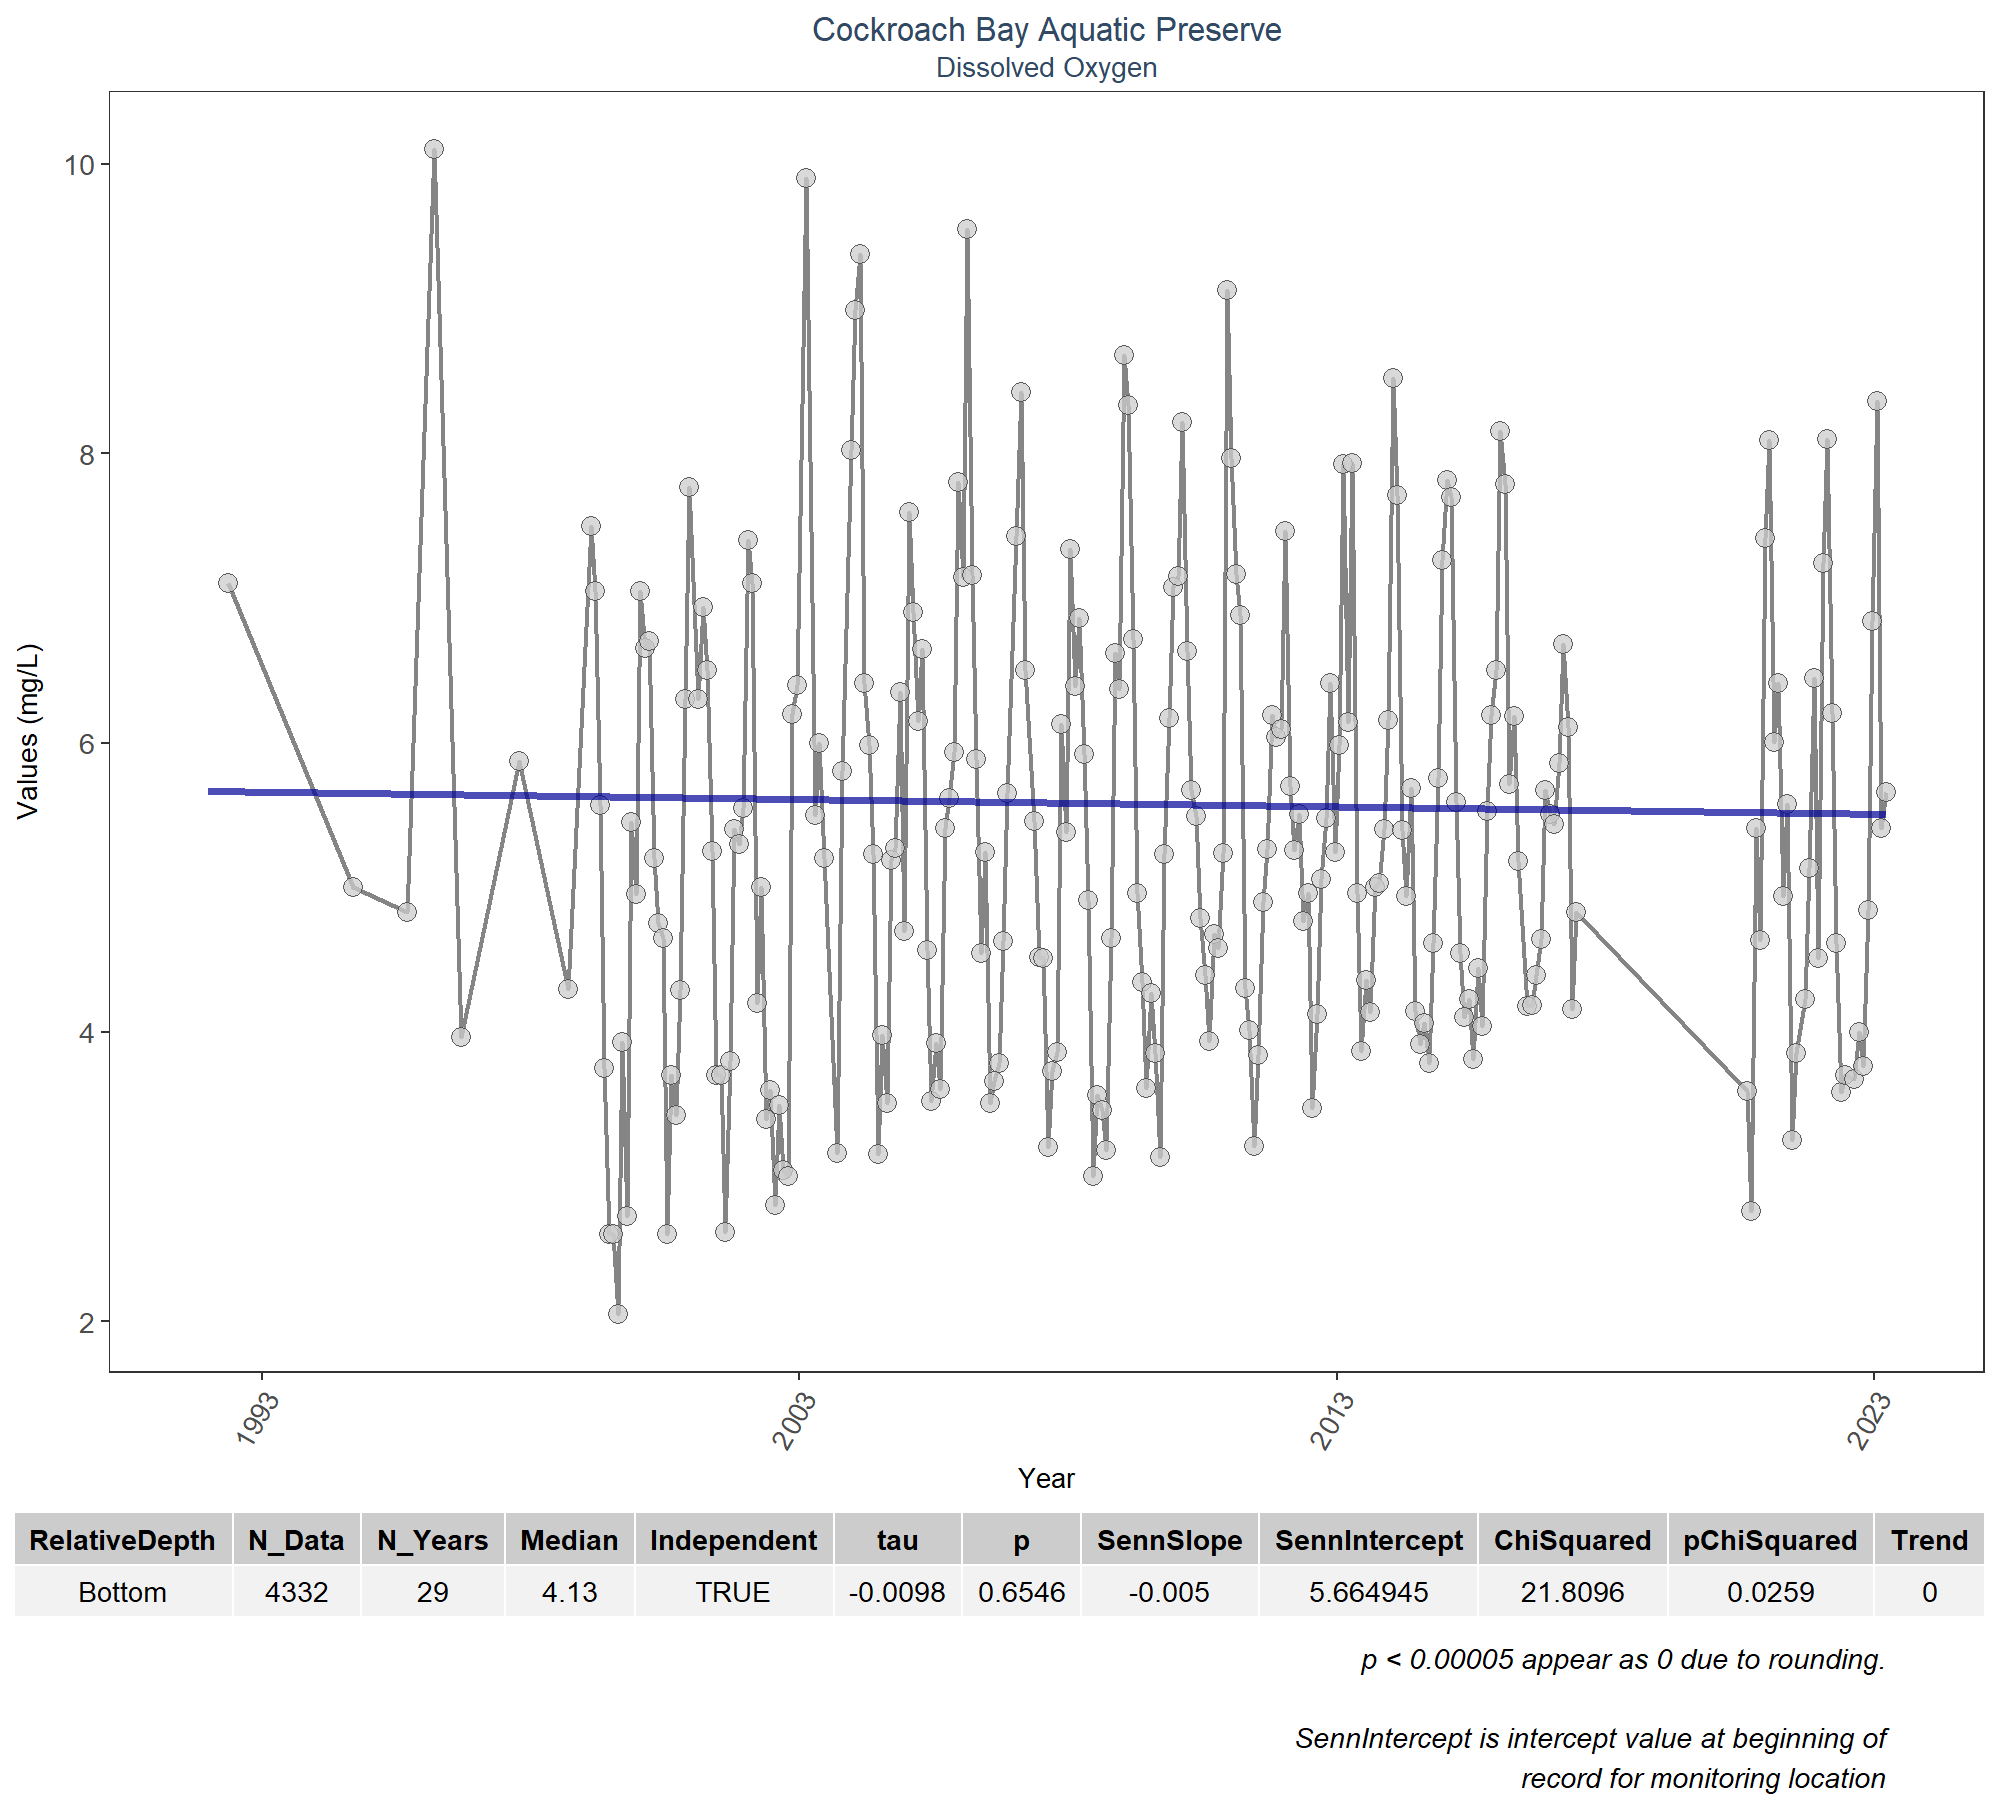 Cockroach Bay Aquatic Preserve
Dissolved Oxygen
Values (mg/L)
10
8
6
4
2
1993 2003 2013 2023
Year
RelativeDepth N_Data N_Years Median Independent tau p SennSlope SennIntercept ChiSquared pChiSquared Trend
Bottom 4332 29 4.13 TRUE -0.0098 0.6546 -0.005 5.664945 21.8096 0.0259 0
p < 0.00005 appear as 0 due to rounding.
SennIntercept is intercept value at beginning of
record for monitoring location